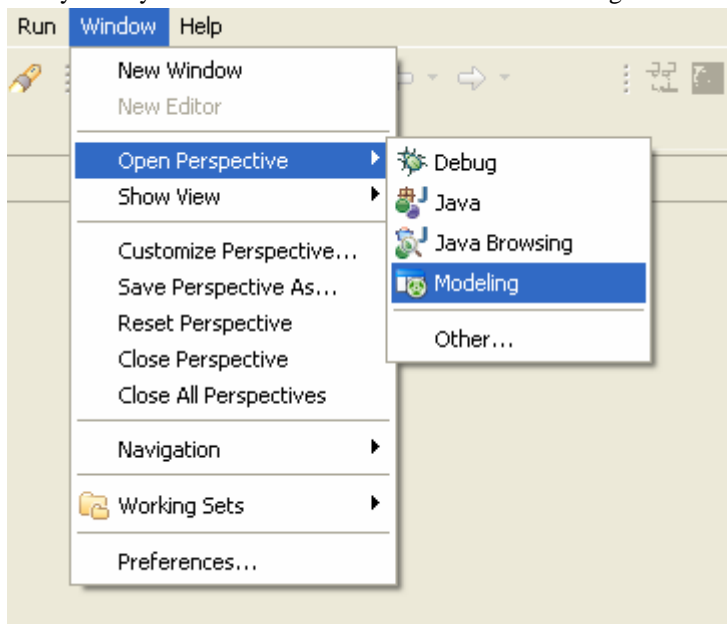 Run Window Help
New Window
New Editor
Open Perspective
Show View
Customize Perspective...
Save Perspective As...
Reset Perspective
Close Perspective
Close All Perspectives
Navigation
Working Sets
Preferences...
Debug
Java
Java Browsing
Modeling
Other...